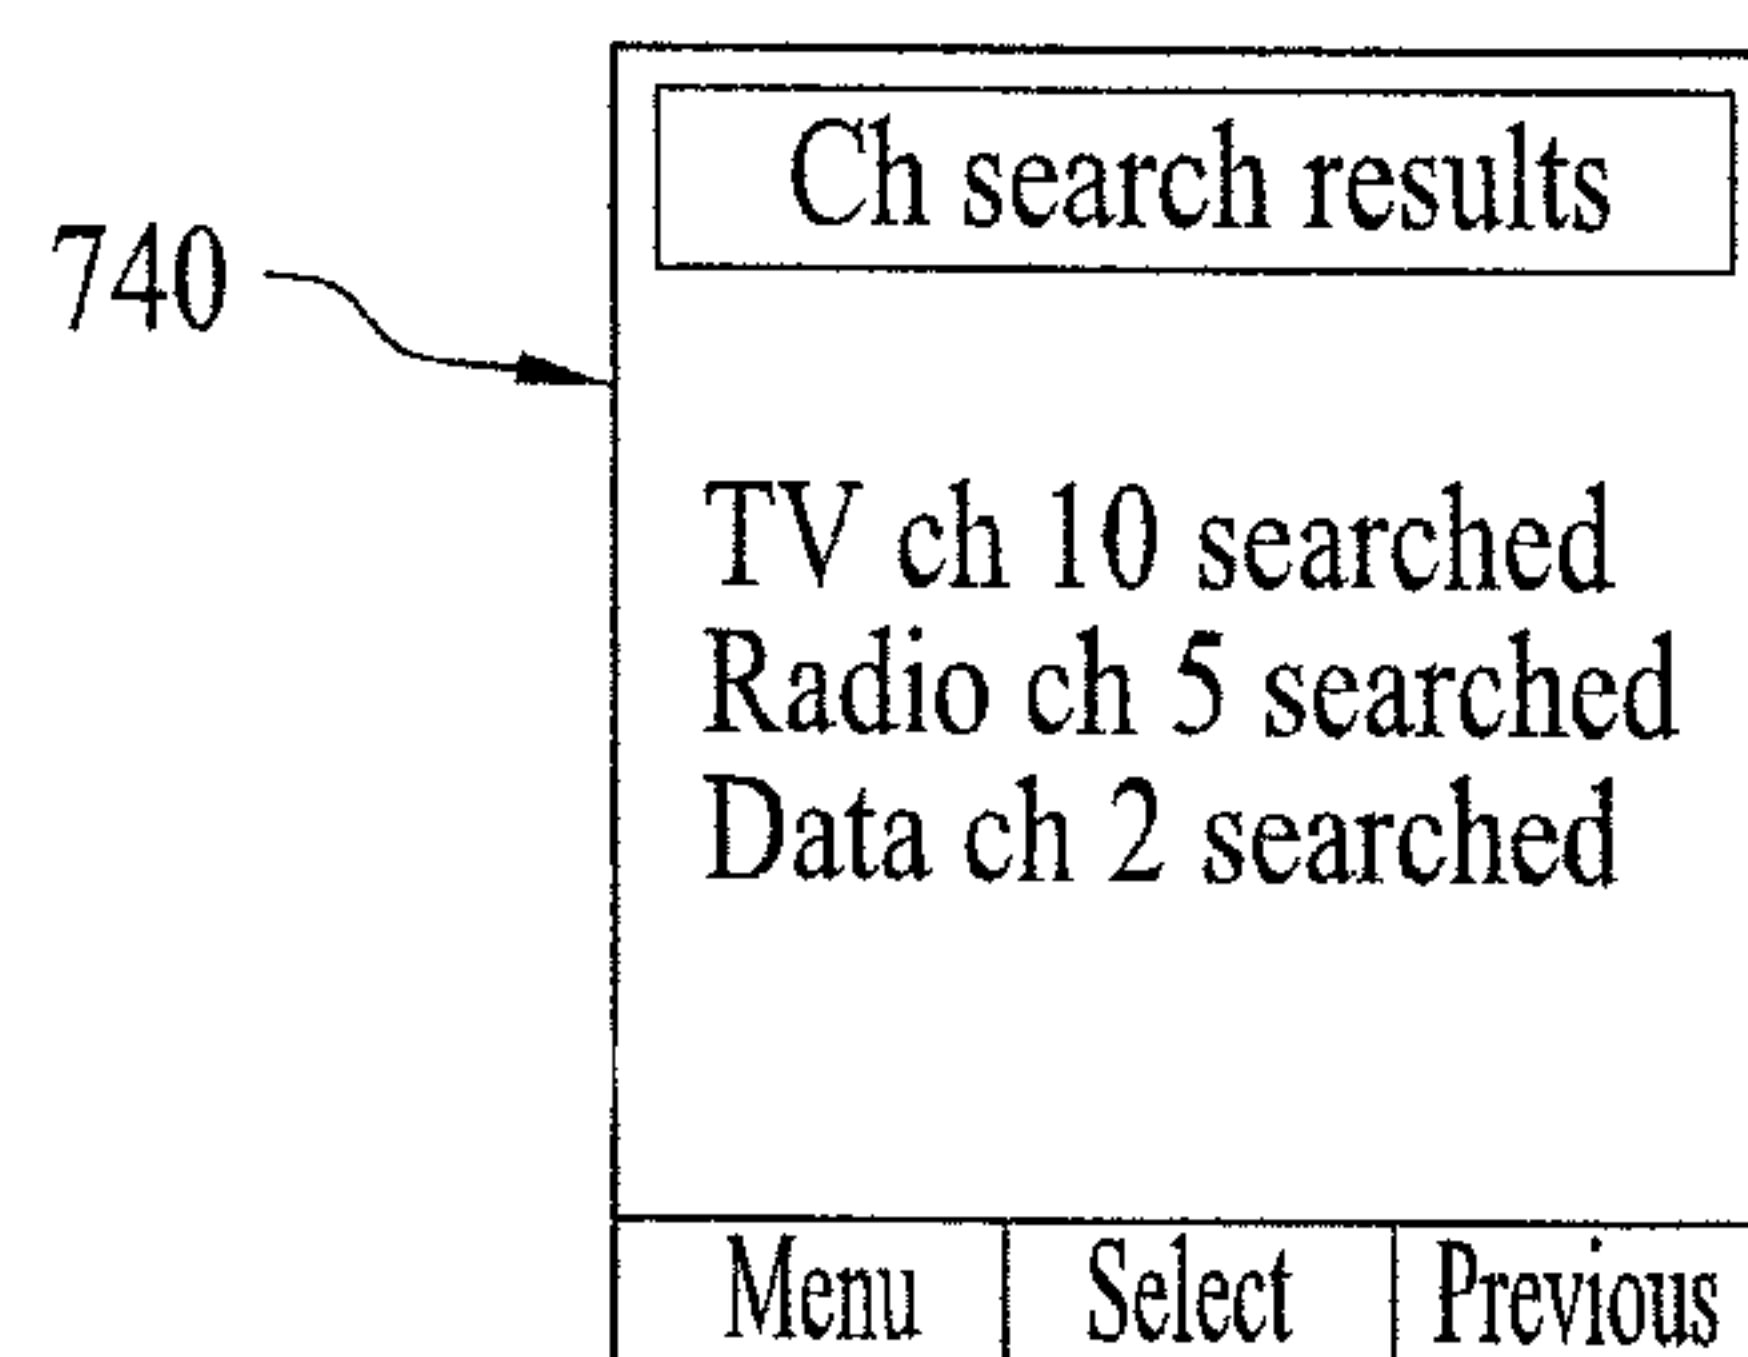 Ch search results
740
TV ch 10 searched
Radio ch 5 searched
Data ch 2 searched
Menu Select Previous